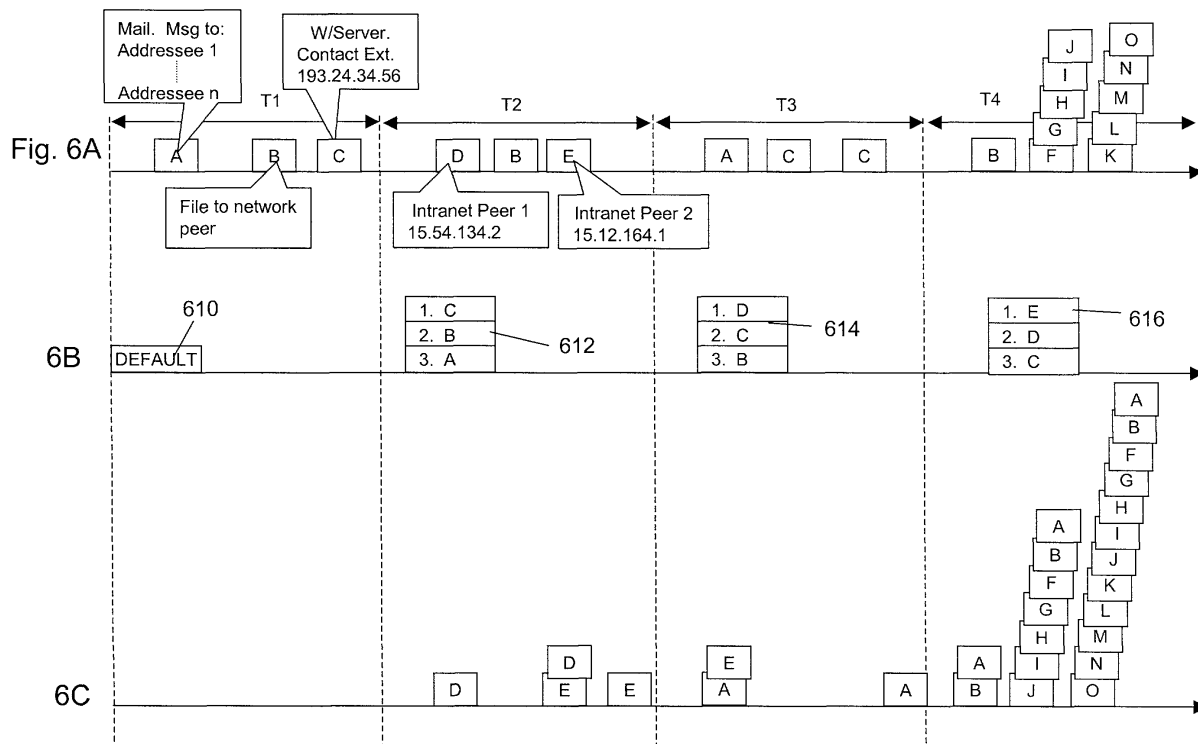 Mail. Msg to:
Addressee 1
Addressee n
W/Server.
Contact Ext.
193.24.34.56
T1
T2
T3
T4
J
I
H
G
O
N
M
L
Fig. 6A
A
B
C
D
B
E
A
C
C
B
F
K
File to network
peer
Intranet Peer 1
15.54.134.2
Intranet Peer 2
15.12.164.1
610
612
614
616
6B
DEFAULT
1. C
2. B
3. A
1. D
2. C
3. B
1. E
2. D
3. C
6C
D
D
E
E
E
A
A
A
B
A
B
F
G
H
I
J
A
B
F
G
H
I
J
K
L
M
N
O